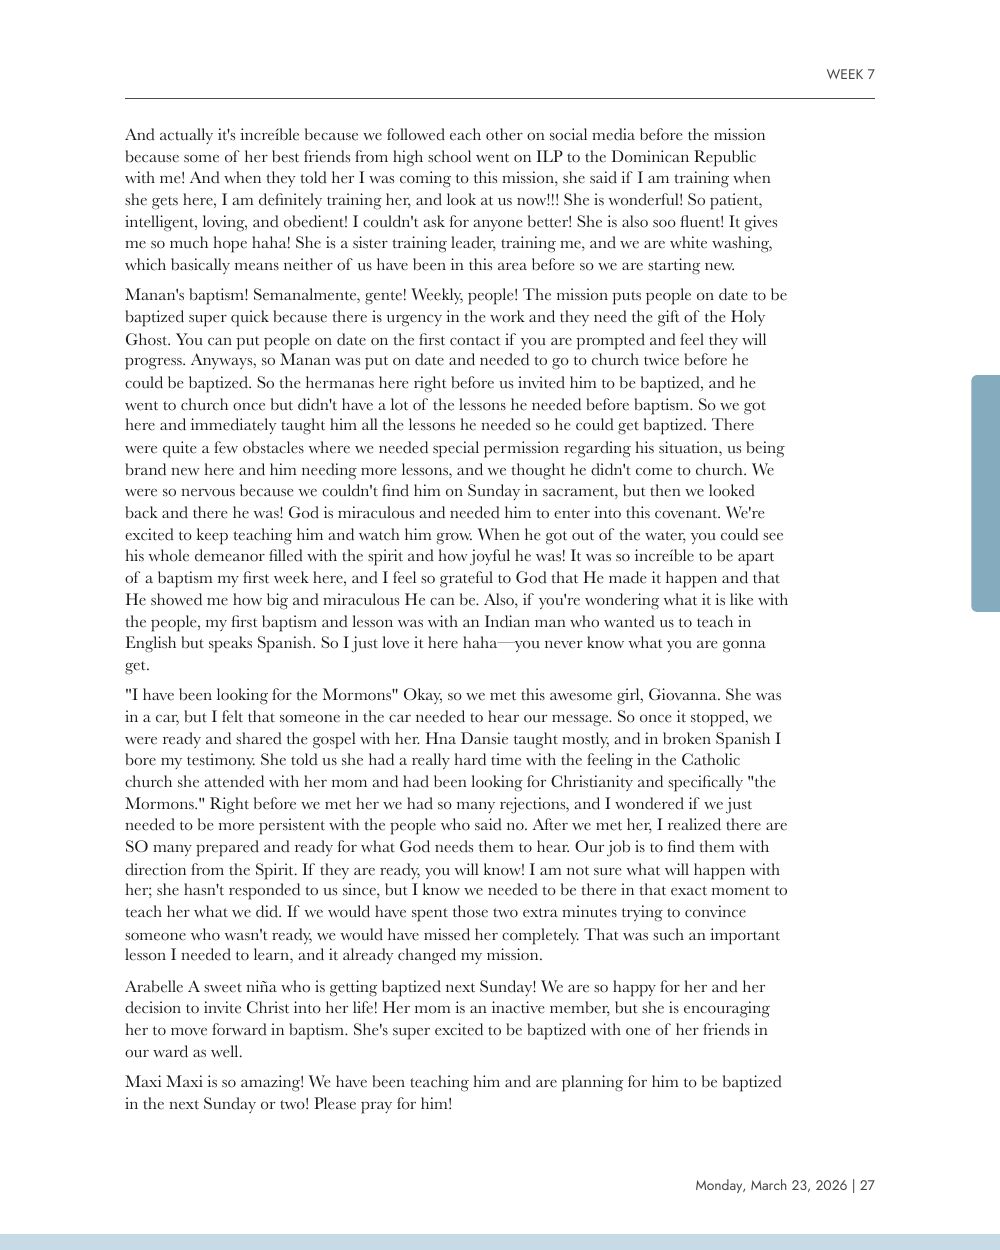 WEEK 7
And actually it's increíble because we followed each other on social media before the mission
because some of her best friends from high school went on ILP to the Dominican Republic
with me! And when they told her I was coming to this mission, she said if I am training when
she gets here, I am definitely training her, and look at us now!!! She is wonderful! So patient,
intelligent, loving, and obedient! I couldn't ask for anyone better! She is also soo fluent! It gives
me so much hope haha! She is a sister training leader, training me, and we are white washing,
which basically means neither of us have been in this area before so we are starting new.
Manan's baptism! Semanalmente, gente! Weekly, people! The mission puts people on date to be
baptized super quick because there is urgency in the work and they need the gift of the Holy
Ghost. You can put people on date on the first contact if you are prompted and feel they will
progress. Anyways, so Manan was put on date and needed to go to church twice before he
could be baptized. So the hermanas here right before us invited him to be baptized, and he
went to church once but didn't have a lot of the lessons he needed before baptism. So we got
here and immediately taught him all the lessons he needed so he could get baptized. There
were quite a few obstacles where we needed special permission regarding his situation, us being
brand new here and him needing more lessons, and we thought he didn't come to church. We
were so nervous because we couldn't find him on Sunday in sacrament, but then we looked
back and there he was! God is miraculous and needed him to enter into this covenant. We're
excited to keep teaching him and watch him grow. When he got out of the water, you could see
his whole demeanor filled with the spirit and how joyful he was! It was so increíble to be apart
of a baptism my first week here, and I feel so grateful to God that He made it happen and that
He showed me how big and miraculous He can be. Also, if you're wondering what it is like with
the people, my first baptism and lesson was with an Indian man who wanted us to teach in
English but speaks Spanish. So I just love it here haha—you never know what you are gonna
get.
"I have been looking for the Mormons" Okay, so we met this awesome girl, Giovanna. She was
in a car, but I felt that someone in the car needed to hear our message. So once it stopped, we
were ready and shared the gospel with her. Hna Dansie taught mostly, and in broken Spanish I
bore my testimony. She told us she had a really hard time with the feeling in the Catholic
church she attended with her mom and had been looking for Christianity and specifically "the
Mormons." Right before we met her we had so many rejections, and I wondered if we just
needed to be more persistent with the people who said no. After we met her, I realized there are
SO many prepared and ready for what God needs them to hear. Our job is to find them with
direction from the Spirit. If they are ready, you will know! I am not sure what will happen with
her; she hasn't responded to us since, but I know we needed to be there in that exact moment to
teach her what we did. If we would have spent those two extra minutes trying to convince
someone who wasn't ready, we would have missed her completely. That was such an important
lesson I needed to learn, and it already changed my mission.
Arabelle A sweet niña who is getting baptized next Sunday! We are so happy for her and her
decision to invite Christ into her life! Her mom is an inactive member, but she is encouraging
her to move forward in baptism. She's super excited to be baptized with one of her friends in
our ward as well.
Maxi Maxi is so amazing! We have been teaching him and are planning for him to be baptized
in the next Sunday or two! Please pray for him!
Monday, March 23, 2026 | 27